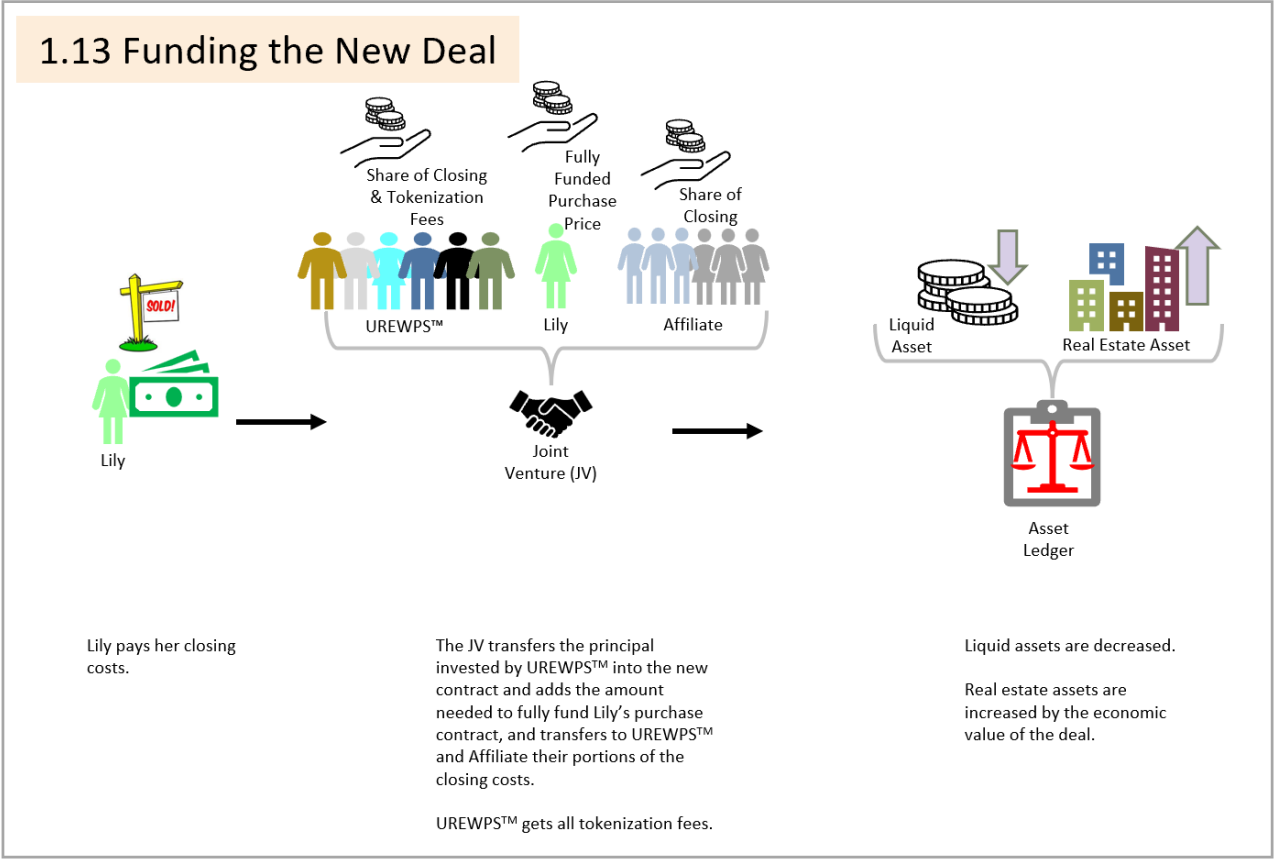 1.13 Funding the New Deal
Share of Closing
& Tokenization
Fees
Fully
Funded
Purchase
Price
Share of
Closing
SOLD!
UREWPS™
Lily
Affiliate
Liquid
Asset
Real Estate Asset
Lily
Joint
Venture (JV)
Asset
Ledger
Lily pays her closing
costs.
The JV transfers the principal
invested by UREWPS™ into the new
contract and adds the amount
needed to fully fund Lily’s purchase
contract, and transfers to UREWPS™
and Affiliate their portions of the
closing costs.
UREWPS™ gets all tokenization fees.
Liquid assets are decreased.
Real estate assets are
increased by the economic
value of the deal.